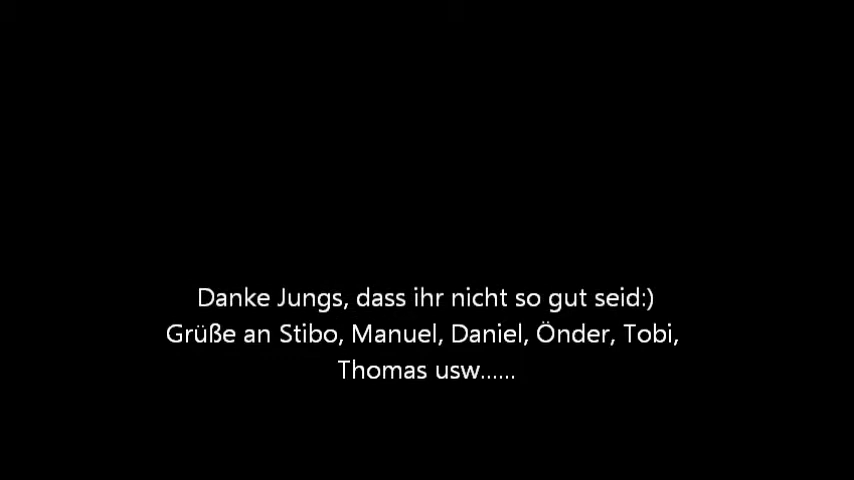 Danke Jungs, dass ihr nicht so gut seid:)
Grüße an Stibo, Manuel, Daniel, Önder, Tobi,
Thomas usw......